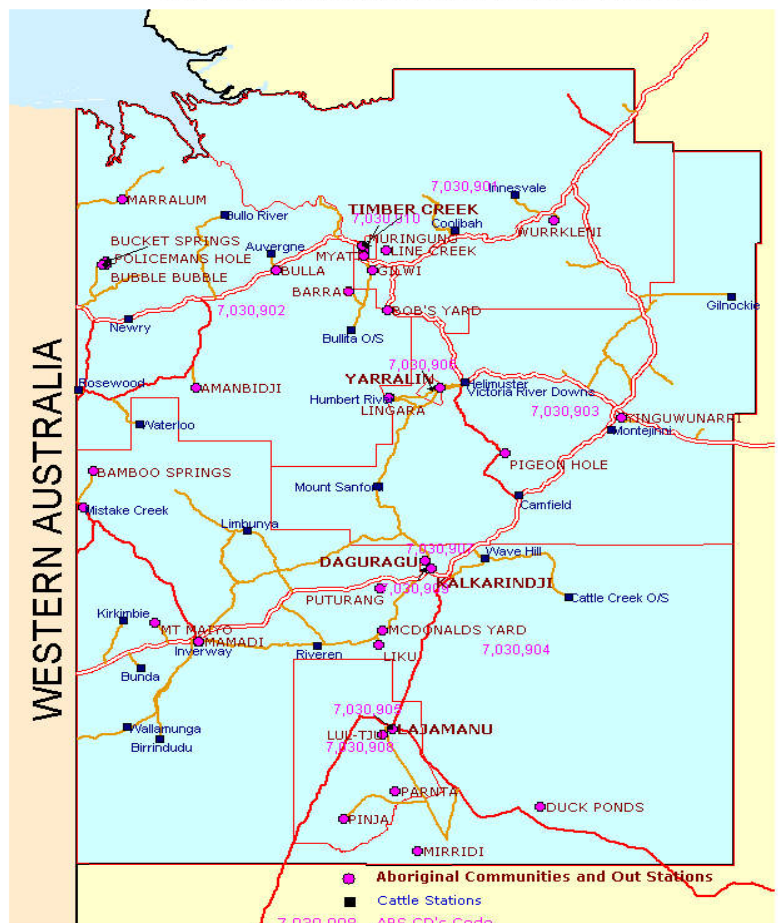 MARRALUM
Bullo River
TIMBER CREEK
7,030,901
Innesvale
7,030,910
Coolibah
WURRKLENI
BUCKET SPRINGS
POLICEMANS HOLE
BUBBLE BUBBLE
Auvergne
BULLA
MURINGUNG
MYATT
LINE CREEK
GILWI
BARRA
BOB'S YARD
Gilnockie
7,030,902
Newry
Bullita O/S
7,030,906
YARRALIN
Helimuster
Victoria River Downs
Rosewood
AMANBIDJI
Humbert River
LINGARA
7,030,903
YINGUWUNARRI
Montejinni
Waterloo
WESTERN AUSTRALIA
PIGEON HOLE
BAMBOO SPRINGS
Mount Sanford
Camfield
Mistake Creek
Limbunya
DAGURAGU
7,030,907
Wave Hill
KALKARINDJI
7,030,909
PUTURANG
Cattle Creek O/S
Kirkimbie
MT MAIYO
MAMADI
Inverway
MCDONALDS YARD
LIKU
Riveren
7,030,904
Bunda
7,030,905
LAJAMANU
LUL-TJU
7,030,908
Wallamunga
Birrindudu
PARNTA
PINJA
DUCK PONDS
MIRRIDI
Aboriginal Communities and Out Stations
Cattle Stations
ABS CD's Code